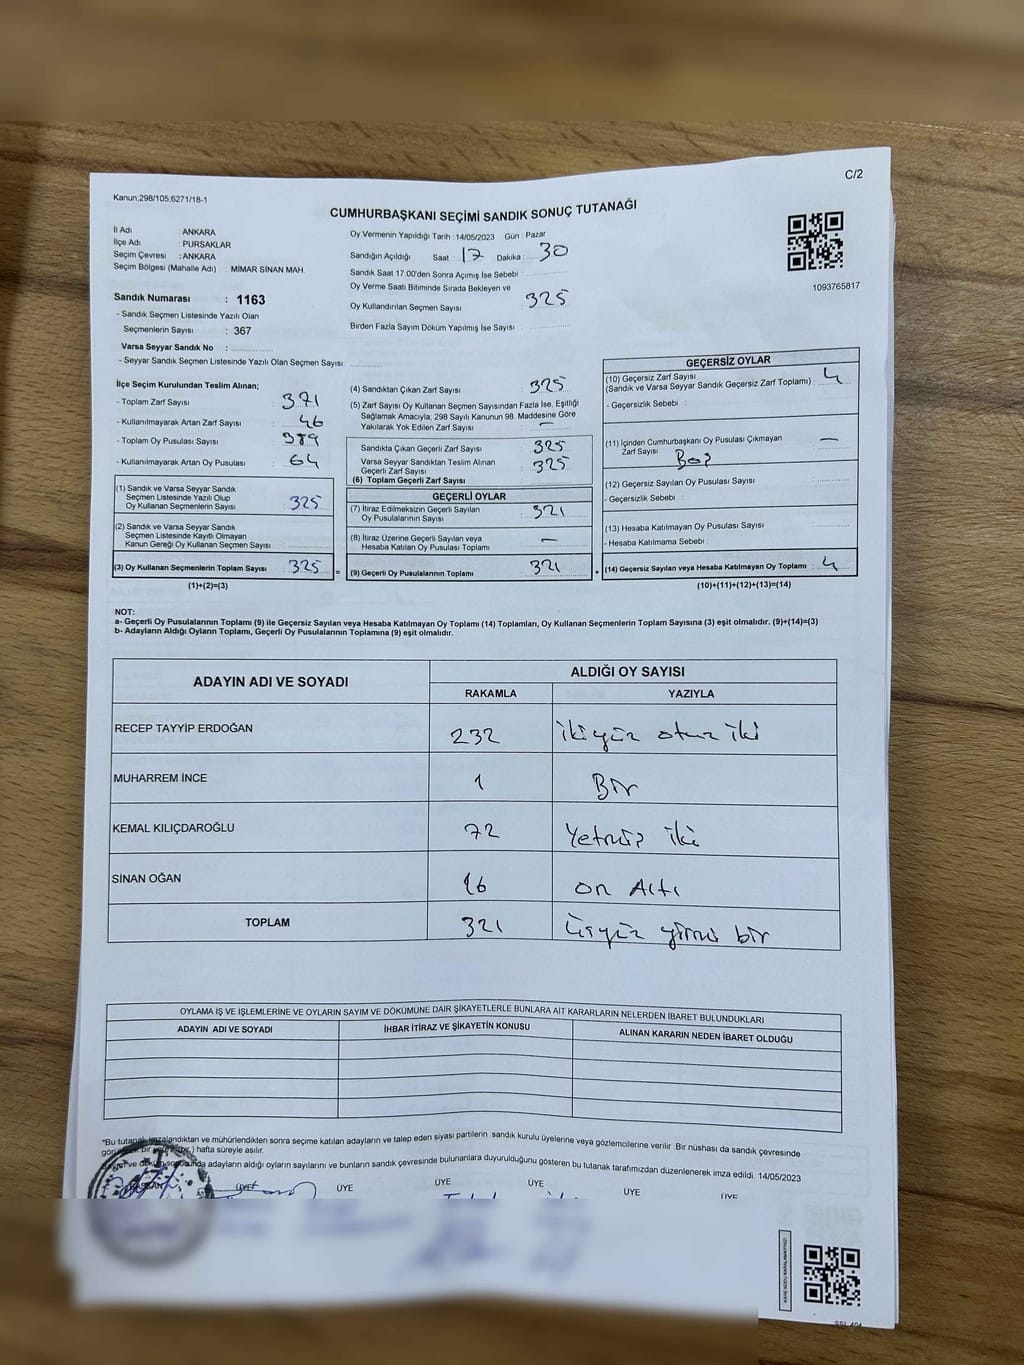 C/2
Kanun;298/105;6271/18-1
CUMHURBAŞKANI SEÇİMİ SANDIK SONUÇ TUTANAĞI
İl Adı : ANKARA
İlçe Adı : PURSAKLAR
Seçim Çevresi : ANKARA
Seçim Bölgesi (Mahalle Adı) : MİMAR SİNAN MAH.
Sandık Numarası : 1163
- Sandık Seçmen Listesinde Yazılı Olan
Seçmenlerin Sayısı : 367
Varsa Seyyar Sandık No :
- Seyyar Sandık Seçmen Listesinde Yazılı Olan Seçmen Sayısı:
Oy Vermenin Yapıldığı Tarih :14/05/2023 Gün : Pazar
Sandığın Açıldığı Saat 17 Dakika 30
Sandık Saat 17.00'den Sonra Açımış İse Sebebi :
Oy Verme Saati Bitiminde Sırada Bekleyen ve
Oy Kullandırılan Seçmen Sayısı : 325
Birden Fazla Sayım Döküm Yapılmış İse Sayısı :
1093765817
İlçe Seçim Kurulundan Teslim Alınan;
- Toplam Zarf Sayısı : 371
- Kullanılmayarak Artan Zarf Sayısı : 46
- Toplam Oy Pusulası Sayısı : 389
- Kullanılmayarak Artan Oy Pusulası : 64
(1) Sandık ve Varsa Seyyar Sandık
Seçmen Listesinde Yazılı Olup
Oy Kullanan Seçmenlerin Sayısı : 325
(2) Sandık ve Varsa Seyyar Sandık
Seçmen Listesinde Kayıtlı Olmayan
Kanun Gereği Oy Kullanan Seçmen Sayısı :
(3) Oy Kullanan Seçmenlerin Toplam Sayısı : 325
(1)+(2)=(3)
=
(4) Sandıktan Çıkan Zarf Sayısı : 325
(5) Zarf Sayısı Oy Kullanan Seçmen Sayısından Fazla İse, Eşitliği
Sağlamak Amacıyla; 298 Sayılı Kanunun 98. Maddesine Göre
Yakılarak Yok Edilen Zarf Sayısı : —
Sandıkta Çıkan Geçerli Zarf Sayısı : 325
Varsa Seyyar Sandıktan Teslim Alınan
Geçerli Zarf Sayısı : 325
(6) Toplam Geçerli Zarf Sayısı :
GEÇERLİ OYLAR
(7) İtiraz Edilmeksizin Geçerli Sayılan
Oy Pusulalarının Sayısı : 321
(8) İtiraz Üzerine Geçerli Sayılan veya
Hesaba Katılan Oy Pusulası Toplamı : —
(9) Geçerli Oy Pusulalarının Toplamı : 321
+
GEÇERSİZ OYLAR
(10) Geçersiz Zarf Sayısı
(Sandık ve Varsa Seyyar Sandık Geçersiz Zarf Toplamı) : 4
- Geçersizlik Sebebi :
(11) İçinden Cumhurbaşkanı Oy Pusulası Çıkmayan
Zarf Sayısı : —
Boş
(12) Geçersiz Sayılan Oy Pusulası Sayısı :
- Geçersizlik Sebebi :
(13) Hesaba Katılmayan Oy Pusulası Sayısı :
- Hesaba Katılmama Sebebi :
(14) Geçersiz Sayılan veya Hesaba Katılmayan Oy Toplamı : 4
(10)+(11)+(12)+(13)=(14)
NOT:
a- Geçerli Oy Pusulalarının Toplamı (9) ile Geçersiz Sayılan veya Hesaba Katılmayan Oy Toplamı (14) Toplamları, Oy Kullanan Seçmenlerin Toplam Sayısına (3) eşit olmalıdır. (9)+(14)=(3)
b- Adayların Aldığı Oyların Toplamı, Geçerli Oy Pusulalarının Toplamına (9) eşit olmalıdır.
ADAYIN ADI VE SOYADI
ALDIĞI OY SAYISI
RAKAMLA YAZIYLA
RECEP TAYYİP ERDOĞAN 232 ikiyüz otuz iki
MUHARREM İNCE 1 Bir
KEMAL KILIÇDAROĞLU 72 Yetmiş iki
SİNAN OĞAN 16 on Altı
TOPLAM 321 üçyüz yirmi bir
OYLAMA İŞ VE İŞLEMLERİNE VE OYLARIN SAYIM VE DÖKÜMÜNE DAİR ŞİKAYETLERLE BUNLARA AİT KARARLARIN NELERDEN İBARET BULUNDUKLARI
ADAYIN ADI VE SOYADI İHBAR İTİRAZ VE ŞİKAYETİN KONUSU ALINAN KARARIN NEDEN İBARET OLDUĞU
*Bu tutanak imzalandıktan ve mühürlendikten sonra seçime katılan adayların ve talep eden siyasi partilerin sandık kurulu üyelerine veya gözlemcilerine verilir. Bir nüshası da sandık çevresinde
hafta süreyle asılır.
ve döküm sonucunda adayların aldığı oyların sayılarını ve bunların sandık çevresinde bulunanlara duyurulduğunu gösteren bu tutanak tarafımızdan düzenlenerek imza edildi. 14/05/2023
BAŞKAN ÜYE ÜYE ÜYE ÜYE ÜYE ÜYE